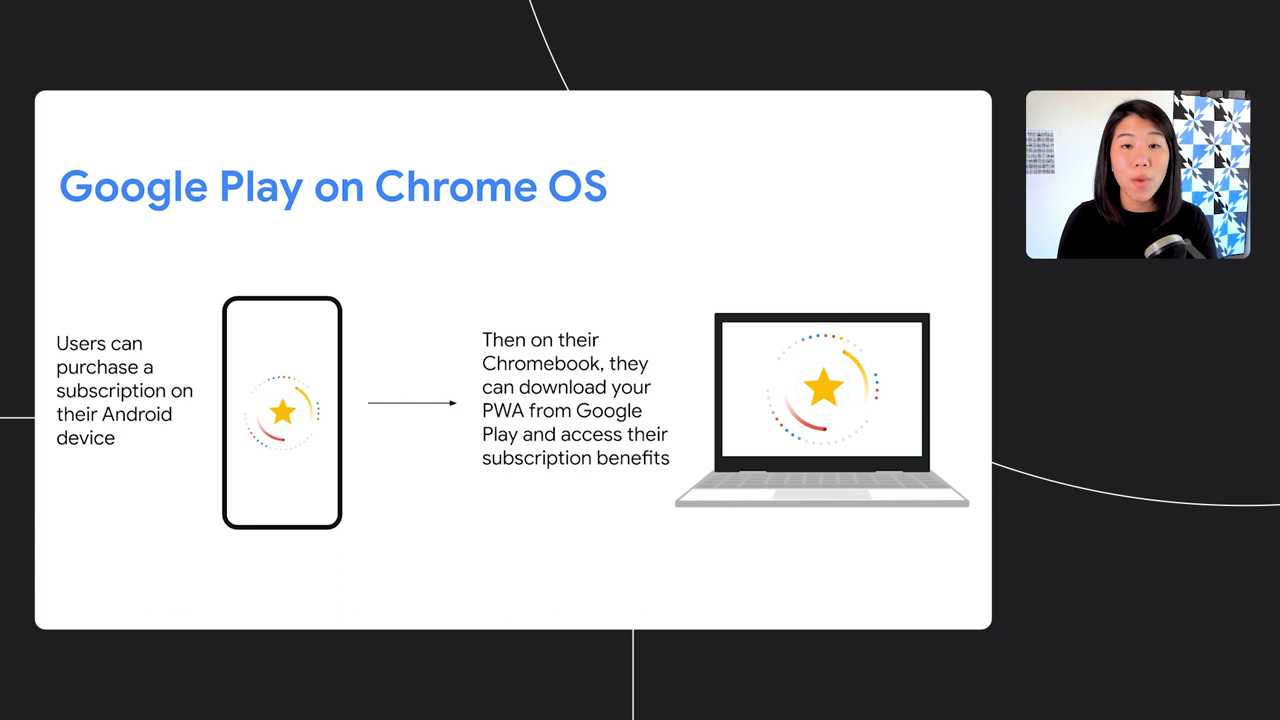 Google Play on Chrome OS
Users can
purchase a
subscription on
their Android
device
Then on their
Chromebook, they
can download your
PWA from Google
Play and access their
subscription benefits